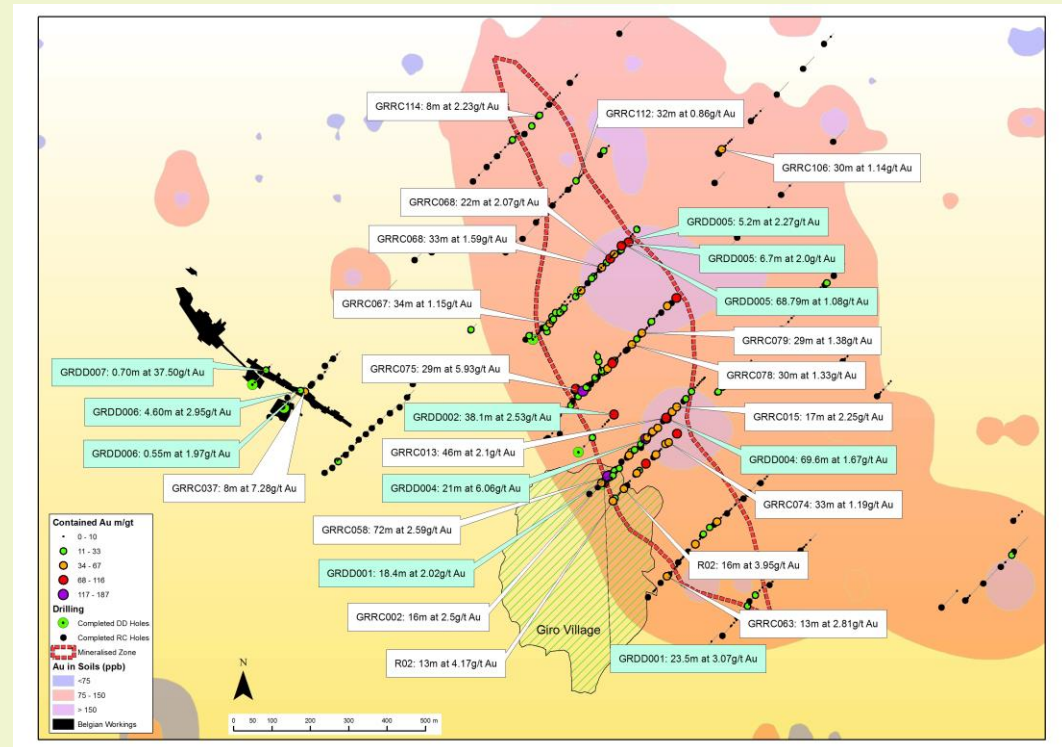 GRRC114: 8m at 2.23g/t Au
GRRC112: 32m at 0.86g/t Au
GRRC106: 30m at 1.14g/t Au
GRRC068: 22m at 2.07g/t Au
GRDD005: 5.2m at 2.27g/t Au
GRRC068: 33m at 1.59g/t Au
GRDD005: 6.7m at 2.0g/t Au
GRDD005: 68.79m at 1.08g/t Au
GRRC067: 34m at 1.15g/t Au
GRRC079: 29m at 1.38g/t Au
GRDD007: 0.70m at 37.50g/t Au
GRRC075: 29m at 5.93g/t Au
GRRC078: 30m at 1.33g/t Au
GRDD006: 4.60m at 2.95g/t Au
GRDD002: 38.1m at 2.53g/t Au
GRRC015: 17m at 2.25g/t Au
GRDD006: 0.55m at 1.97g/t Au
GRRC013: 46m at 2.1g/t Au
GRDD004: 69.6m at 1.67g/t Au
GRRC037: 8m at 7.28g/t Au
GRDD004: 21m at 6.06g/t Au
GRRC074: 33m at 1.19g/t Au
GRRC058: 72m at 2.59g/t Au
R02: 16m at 3.95g/t Au
GRDD001: 18.4m at 2.02g/t Au
GRRC002: 16m at 2.5g/t Au
GRRC063: 13m at 2.81g/t Au
Giro Village
R02: 13m at 4.17g/t Au
GRDD001: 23.5m at 3.07g/t Au
Contained Au m/gt
0 - 10
11 - 33
34 - 67
68 - 116
117 - 187
Drilling
Completed DD Holes
Completed RC Holes
Mineralised Zone
Au in Soils (ppb)
<75
75 - 150
> 150
Belgian Workings
N
0 50 100 200 300 400 500 m